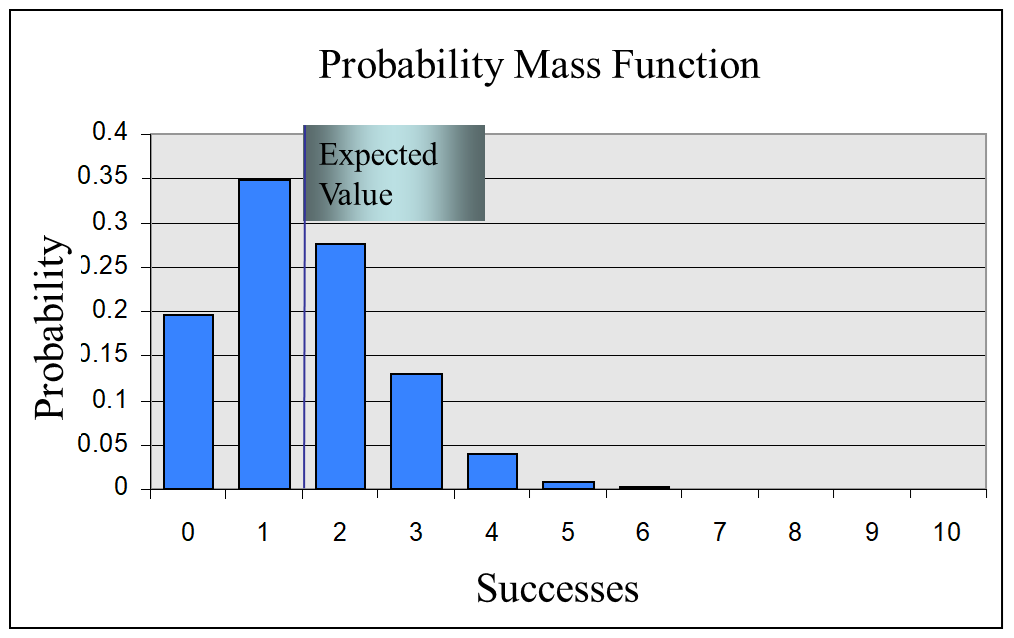 Probability Mass Function
Expected
Value
Probability
0.4
0.35
0.3
0.25
0.2
0.15
0.1
0.05
0
0 1 2 3 4 5 6 7 8 9 10
Successes